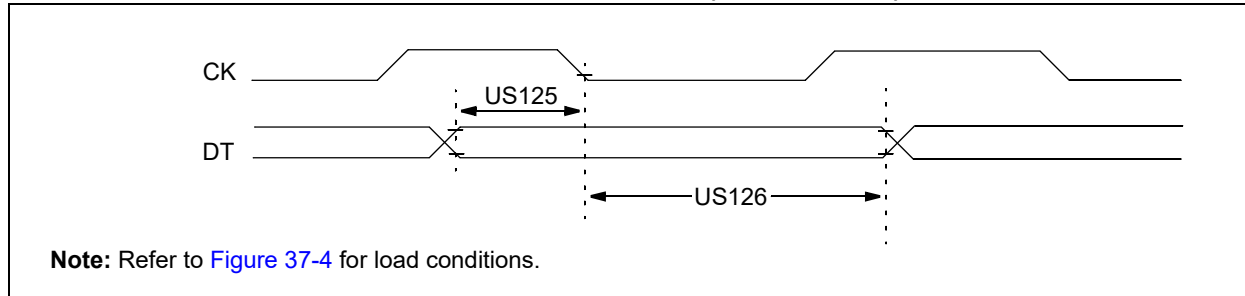 CK
US125
DT
US126
Note: Refer to Figure 37-4 for load conditions.